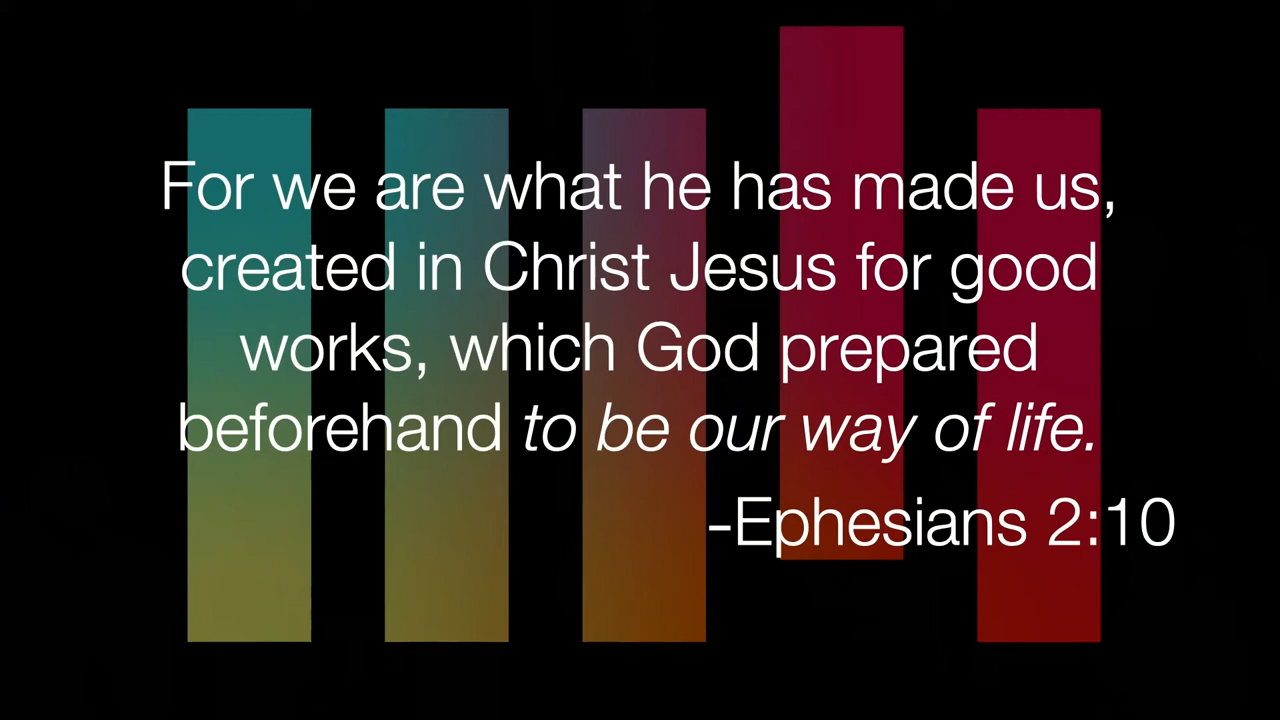 For we are what he has made us,
created in Christ Jesus for good
works, which God prepared
beforehand to be our way of life.
-Ephesians 2:10